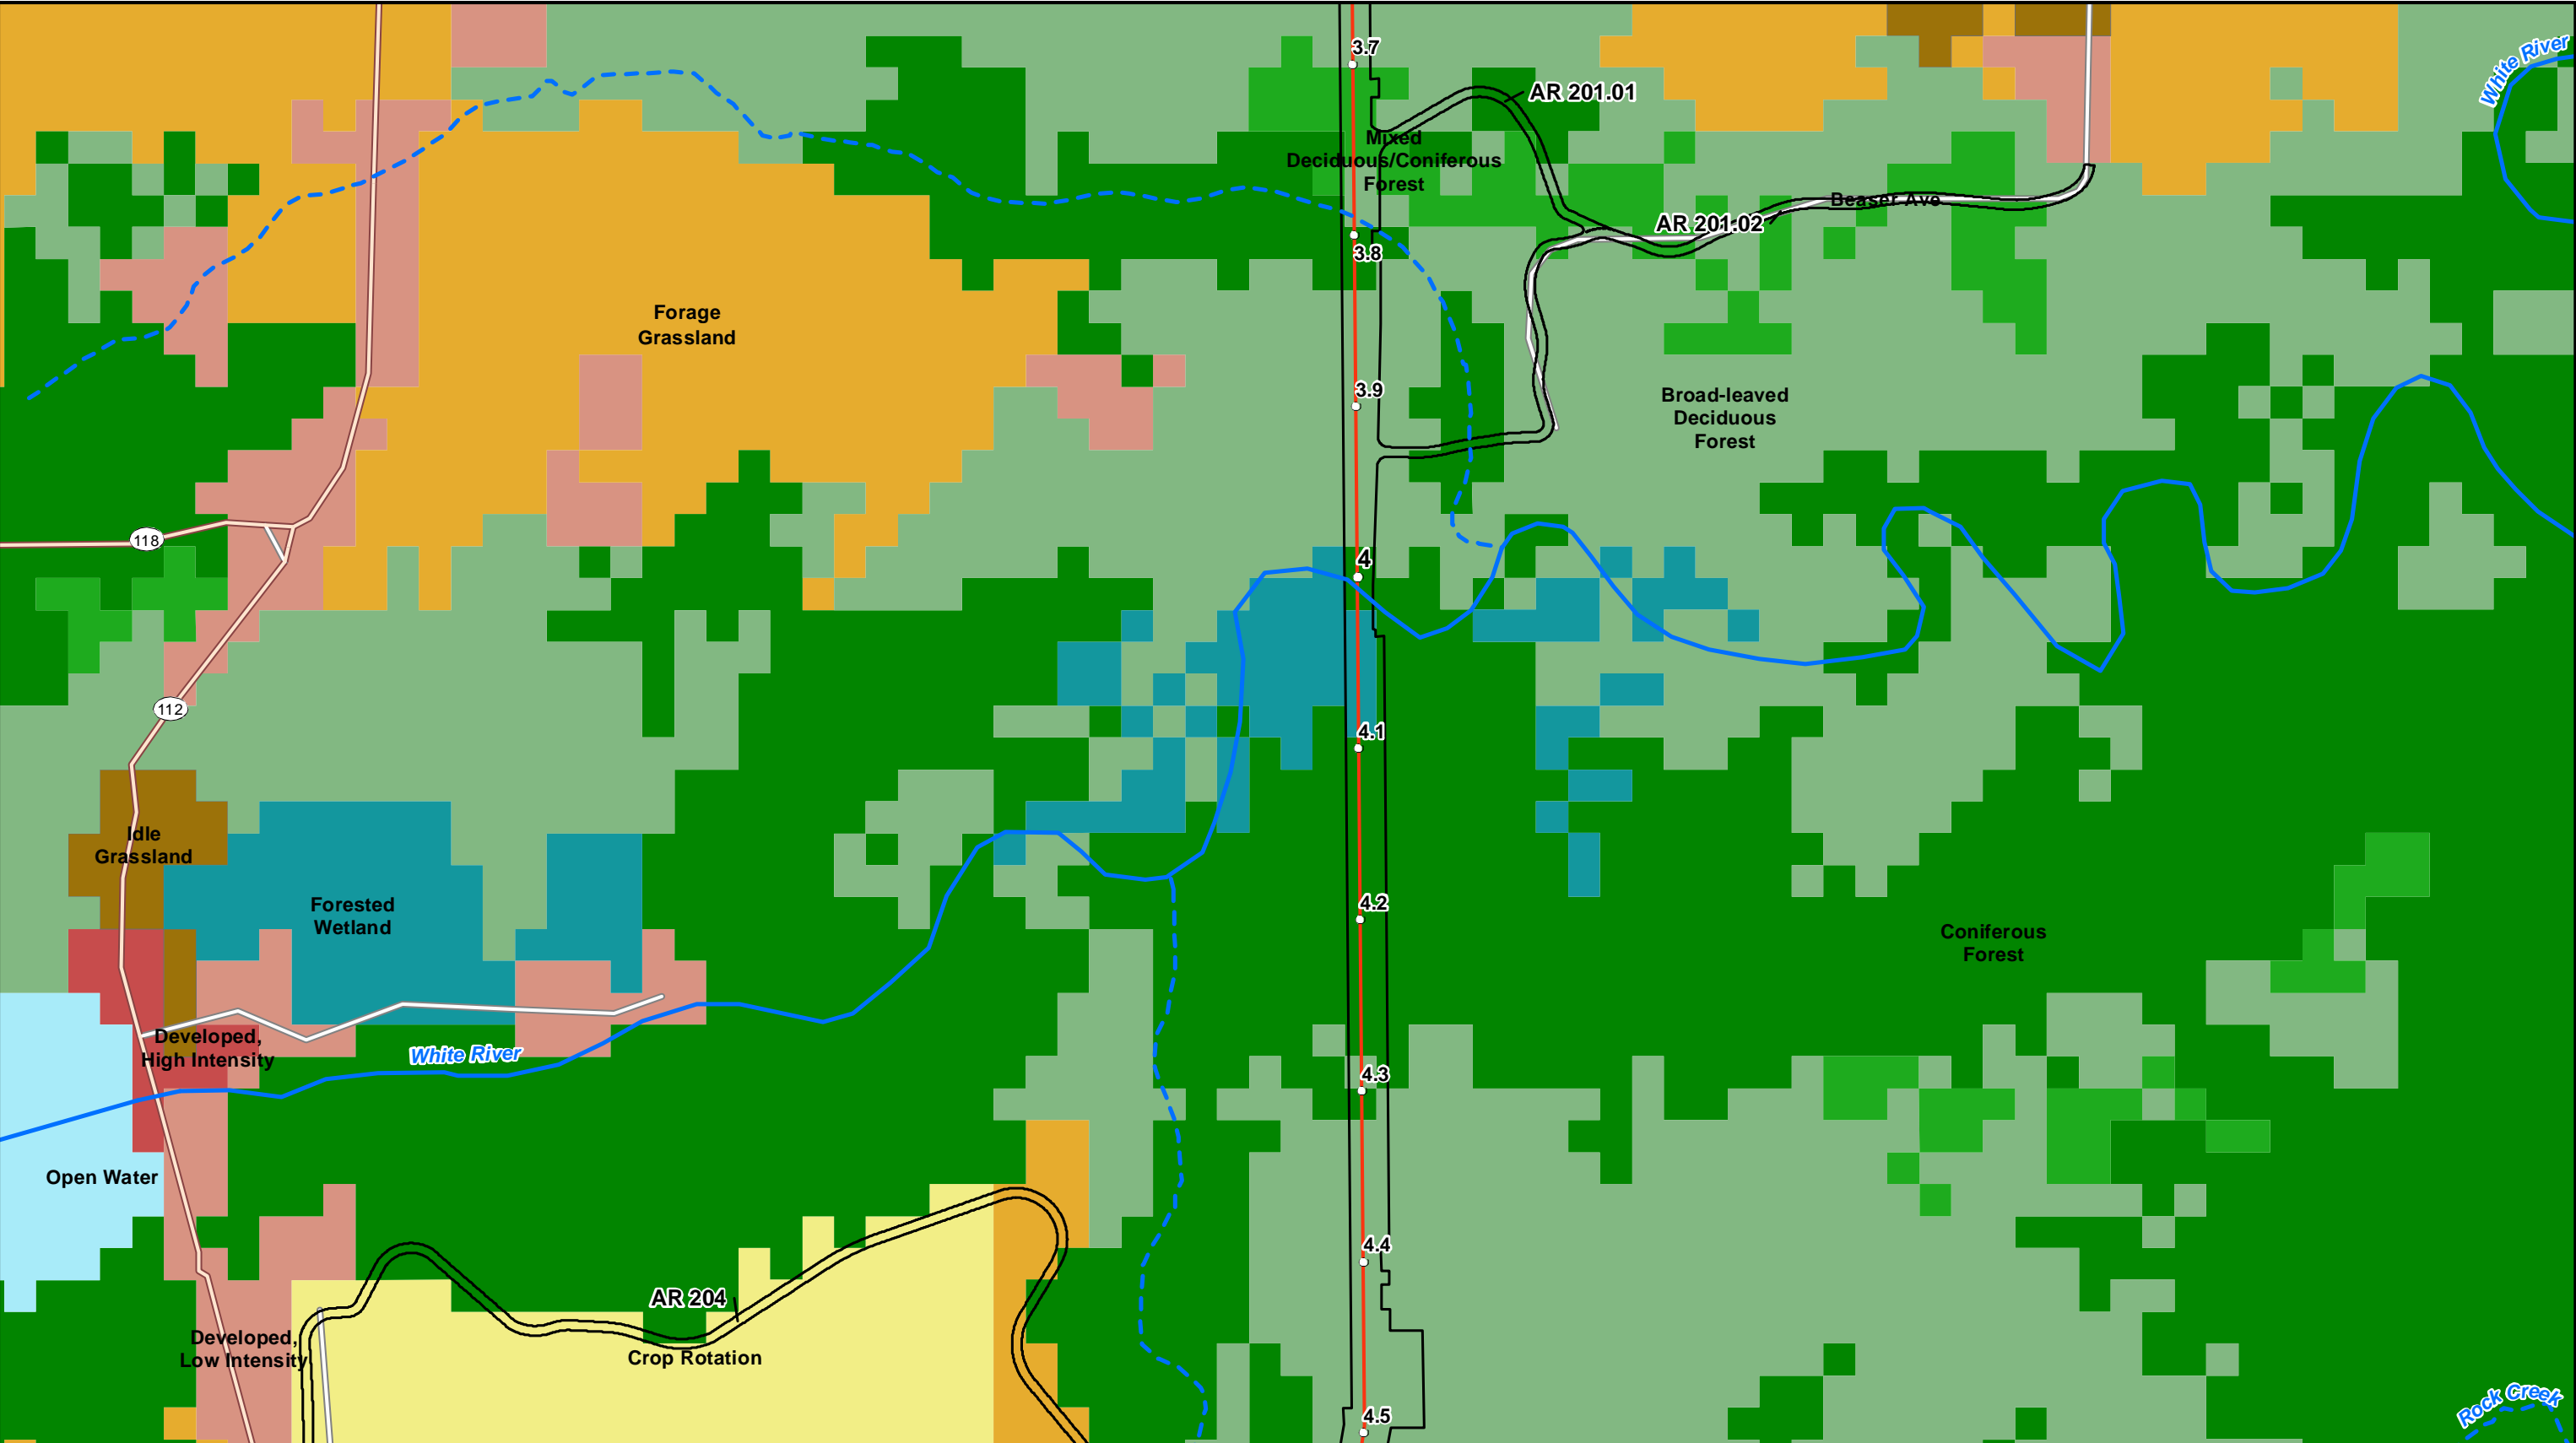 3.7
White River
AR 201.01
Mixed
Deciduous/Coniferous
Forest
Beaser Ave
AR 201.02
3.8
Forage
Grassland
3.9
Broad-leaved
Deciduous
Forest
118
4
112
4.1
Idle
Grassland
Forested
Wetland
4.2
Coniferous
Forest
Developed,
High Intensity
White River
4.3
Open Water
4.4
AR 204
Developed,
Low Intensity
Crop Rotation
4.5
Rock Creek